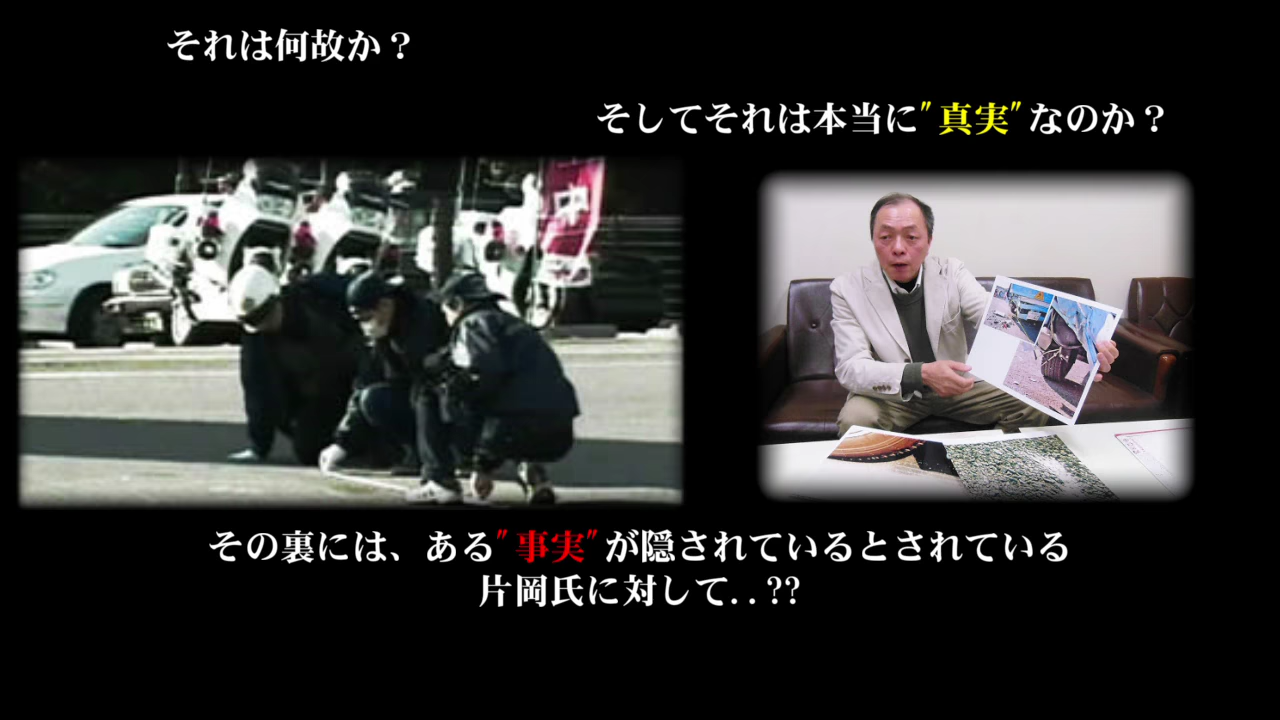 それは何故か？
そしてそれは本当に"真実"なのか？
中
その裏には、ある"事実"が隠されているとされている
片岡氏に対して..??